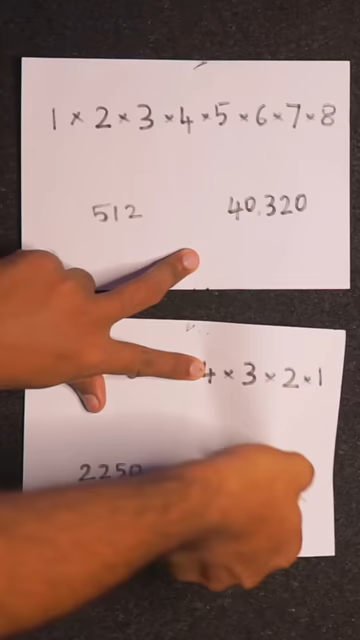 1 × 2 × 3 × 4 × 5 × 6 × 7 × 8
512 40,320
4 × 3 × 2 × 1
2250